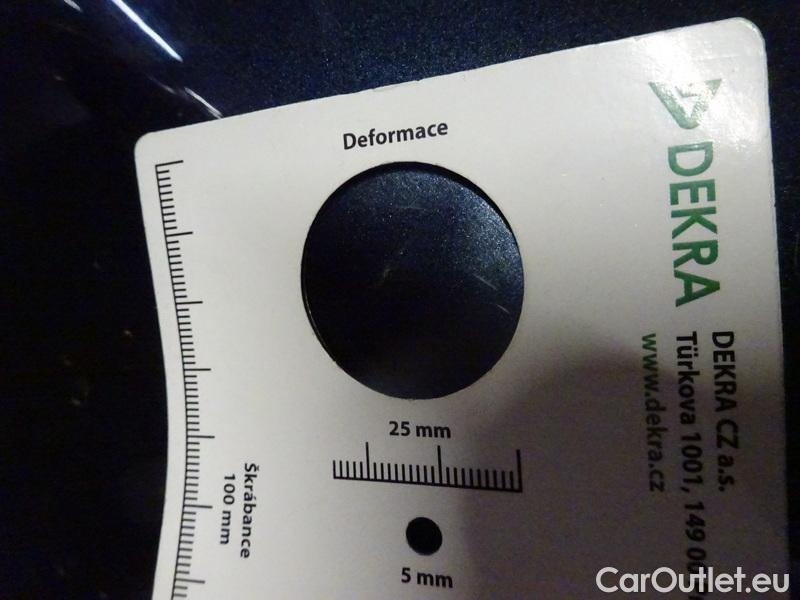 Deformace
25 mm
5 mm
Škrábance
100 mm
DEKRA
DEKRA CZ a.s.
Türkova 1001, 149 00
www.dekra.cz
CarOutlet.eu